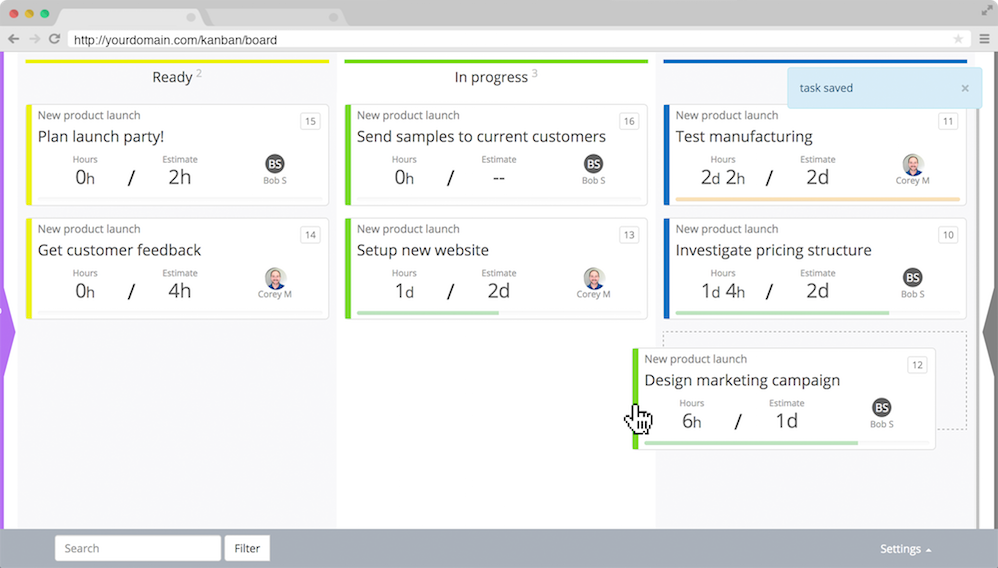 http://yourdomain.com/kanban/board
Ready 2
New product launch
15
Plan launch party!
Hours Estimate
0h / 2h
BS
Bob S
New product launch
14
Get customer feedback
Hours Estimate
0h / 4h
Corey M
In progress 3
New product launch
16
Send samples to current customers
Hours Estimate
0h / --
BS
Bob S
New product launch
13
Setup new website
Hours Estimate
1d / 2d
Corey M
task saved ×
New product launch
11
Test manufacturing
Hours Estimate
2d 2h / 2d
Corey M
New product launch
10
Investigate pricing structure
Hours Estimate
1d 4h / 2d
BS
Bob S
New product launch
12
Design marketing campaign
Hours Estimate
6h / 1d
BS
Bob S
Search Filter Settings